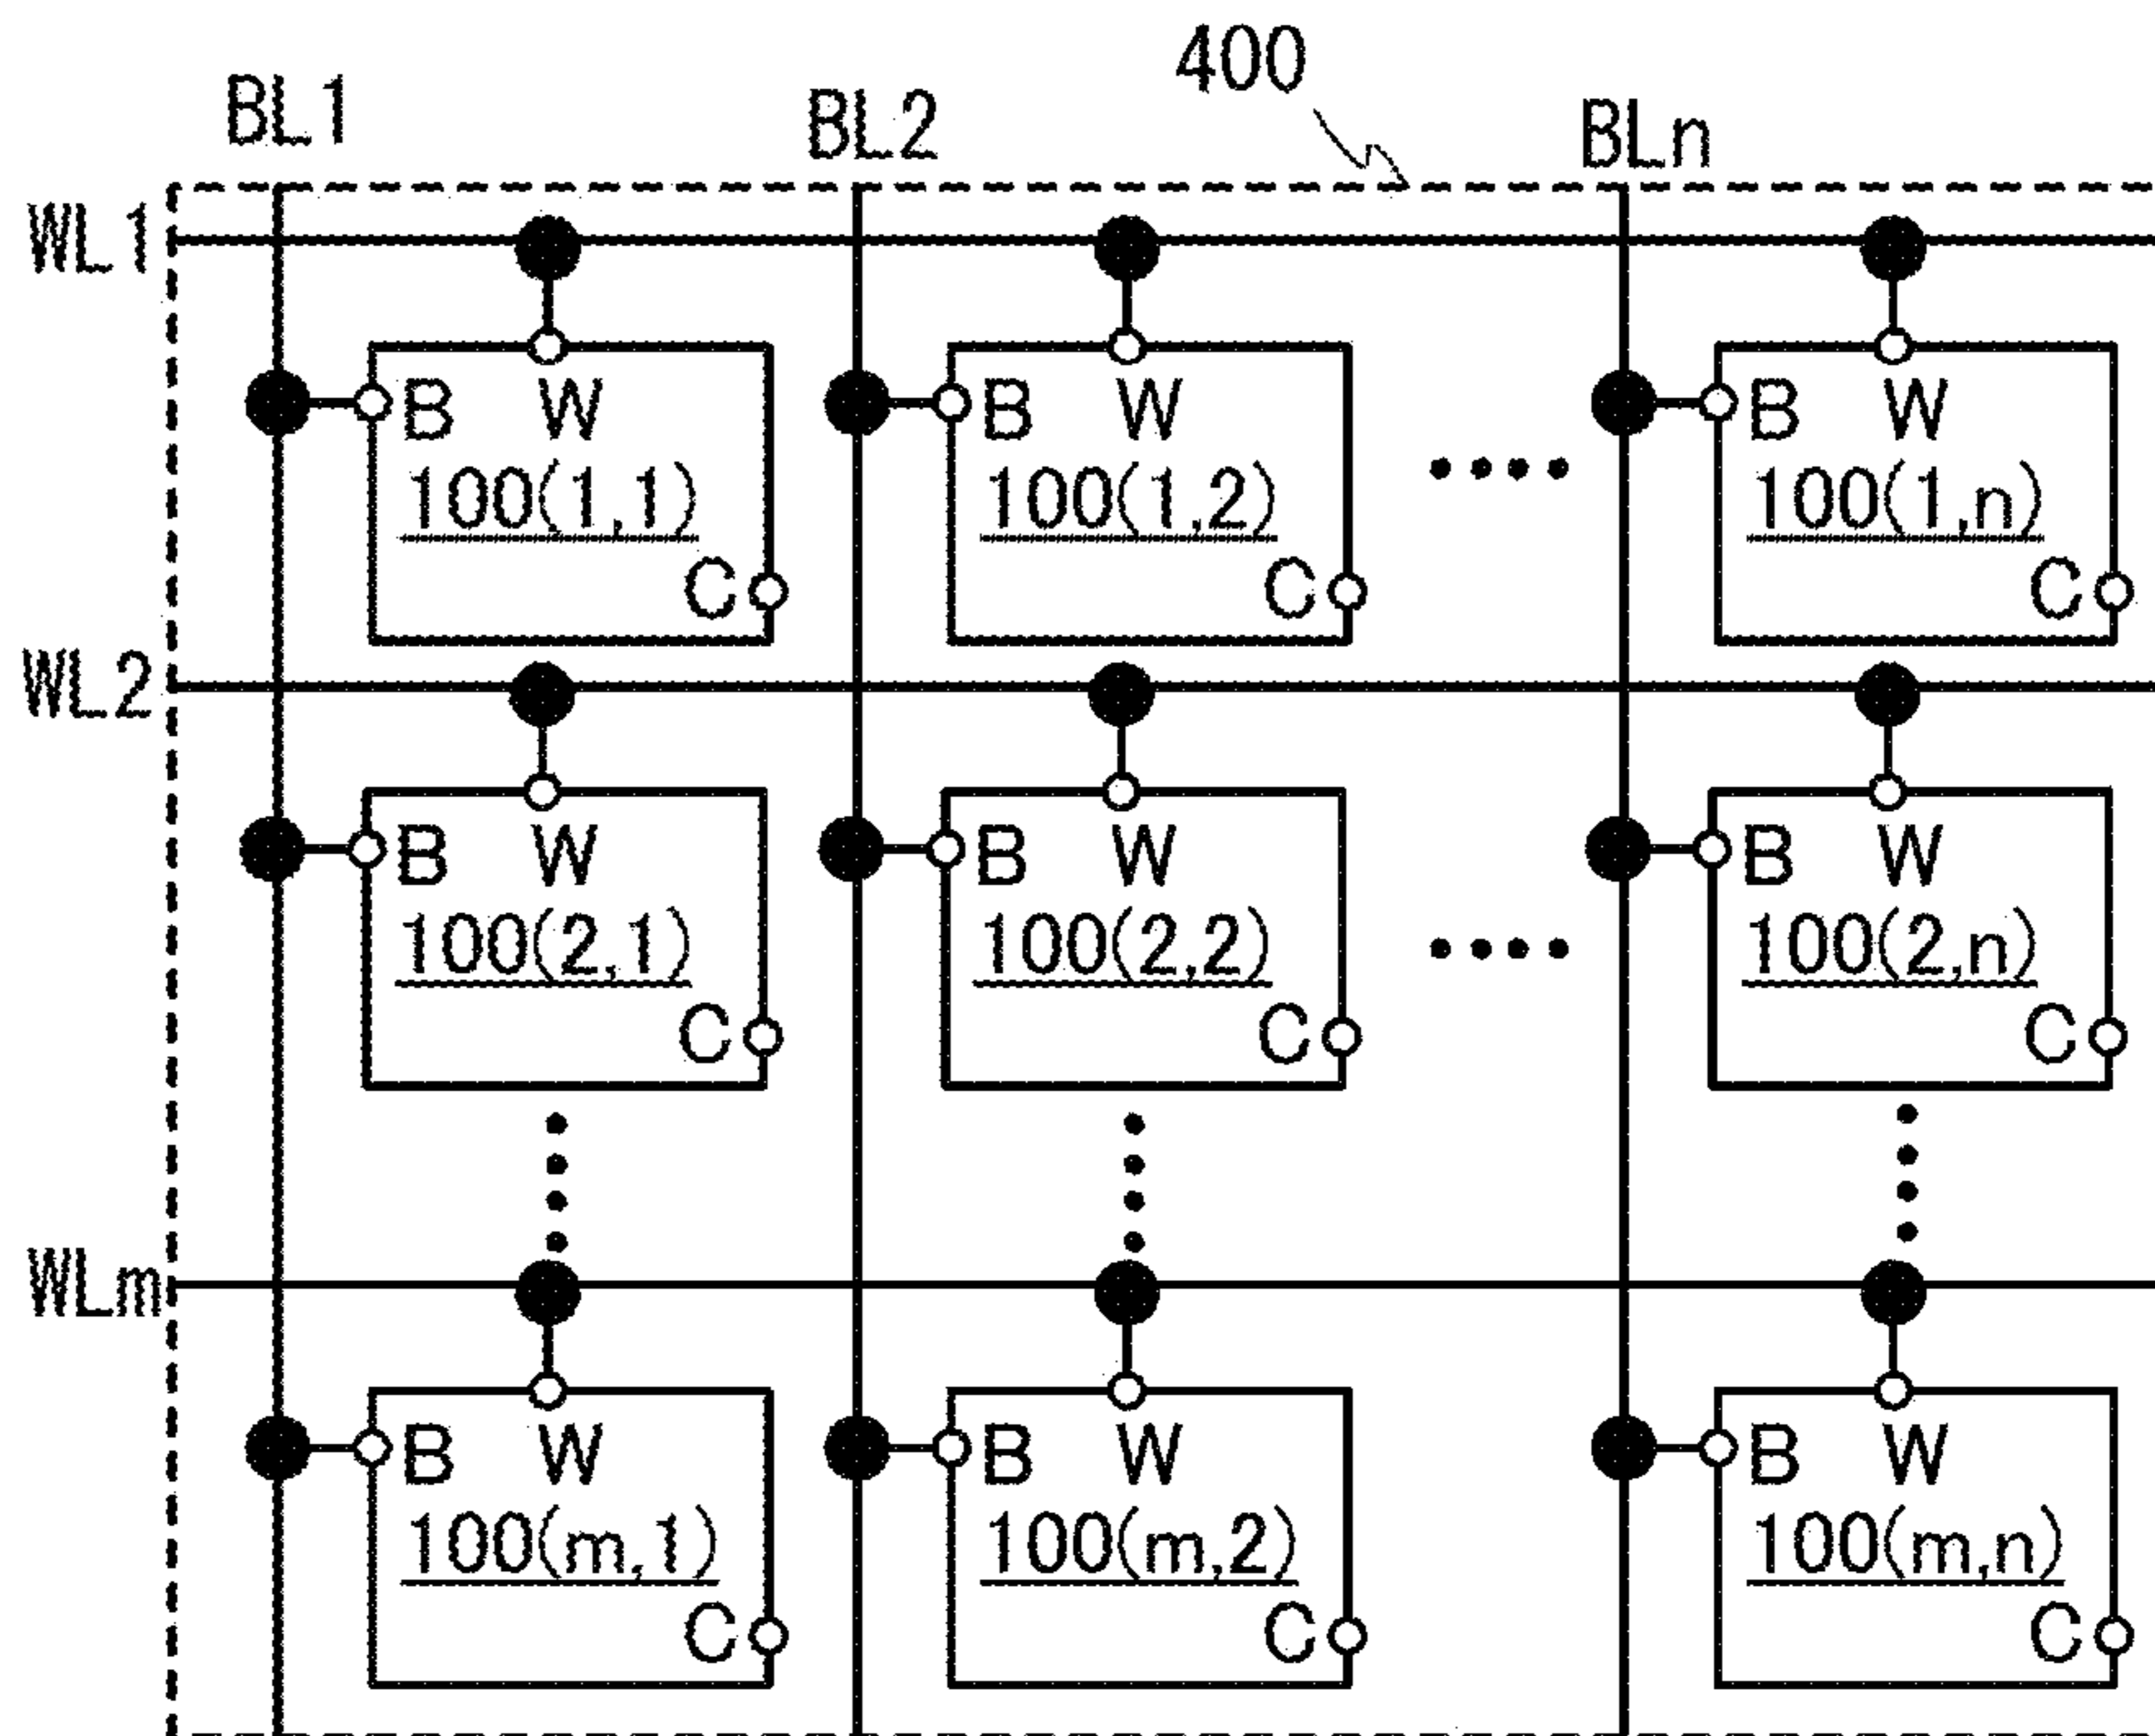 400
BL1 BL2 BLn
WL1
B W B W B W
100(1,1) 100(1,2) 100(1,n)
C C C
WL2
B W B W B W
100(2,1) 100(2,2) 100(2,n)
C C C
WLm
B W B W B W
100(m,1) 100(m,2) 100(m,n)
C C C